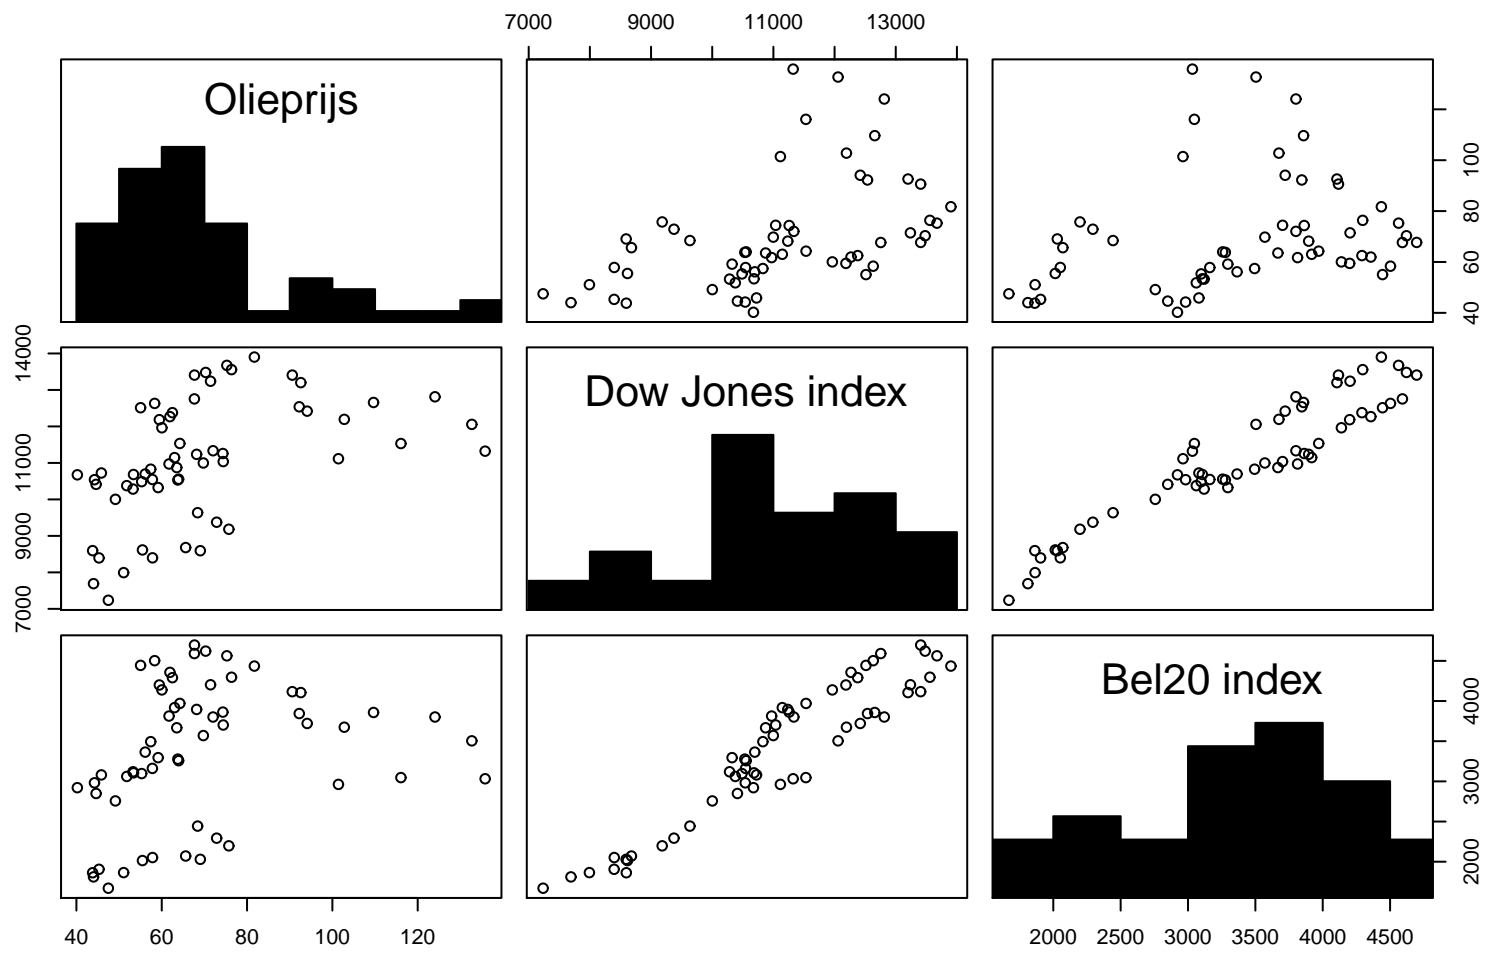 7000 9000 11000 13000
Olieprijs
40 60 80 100
7000 9000 11000 14000
Dow Jones index
Bel20 index
2000 3000 4000
40 60 80 100 120
2000 2500 3000 3500 4000 4500